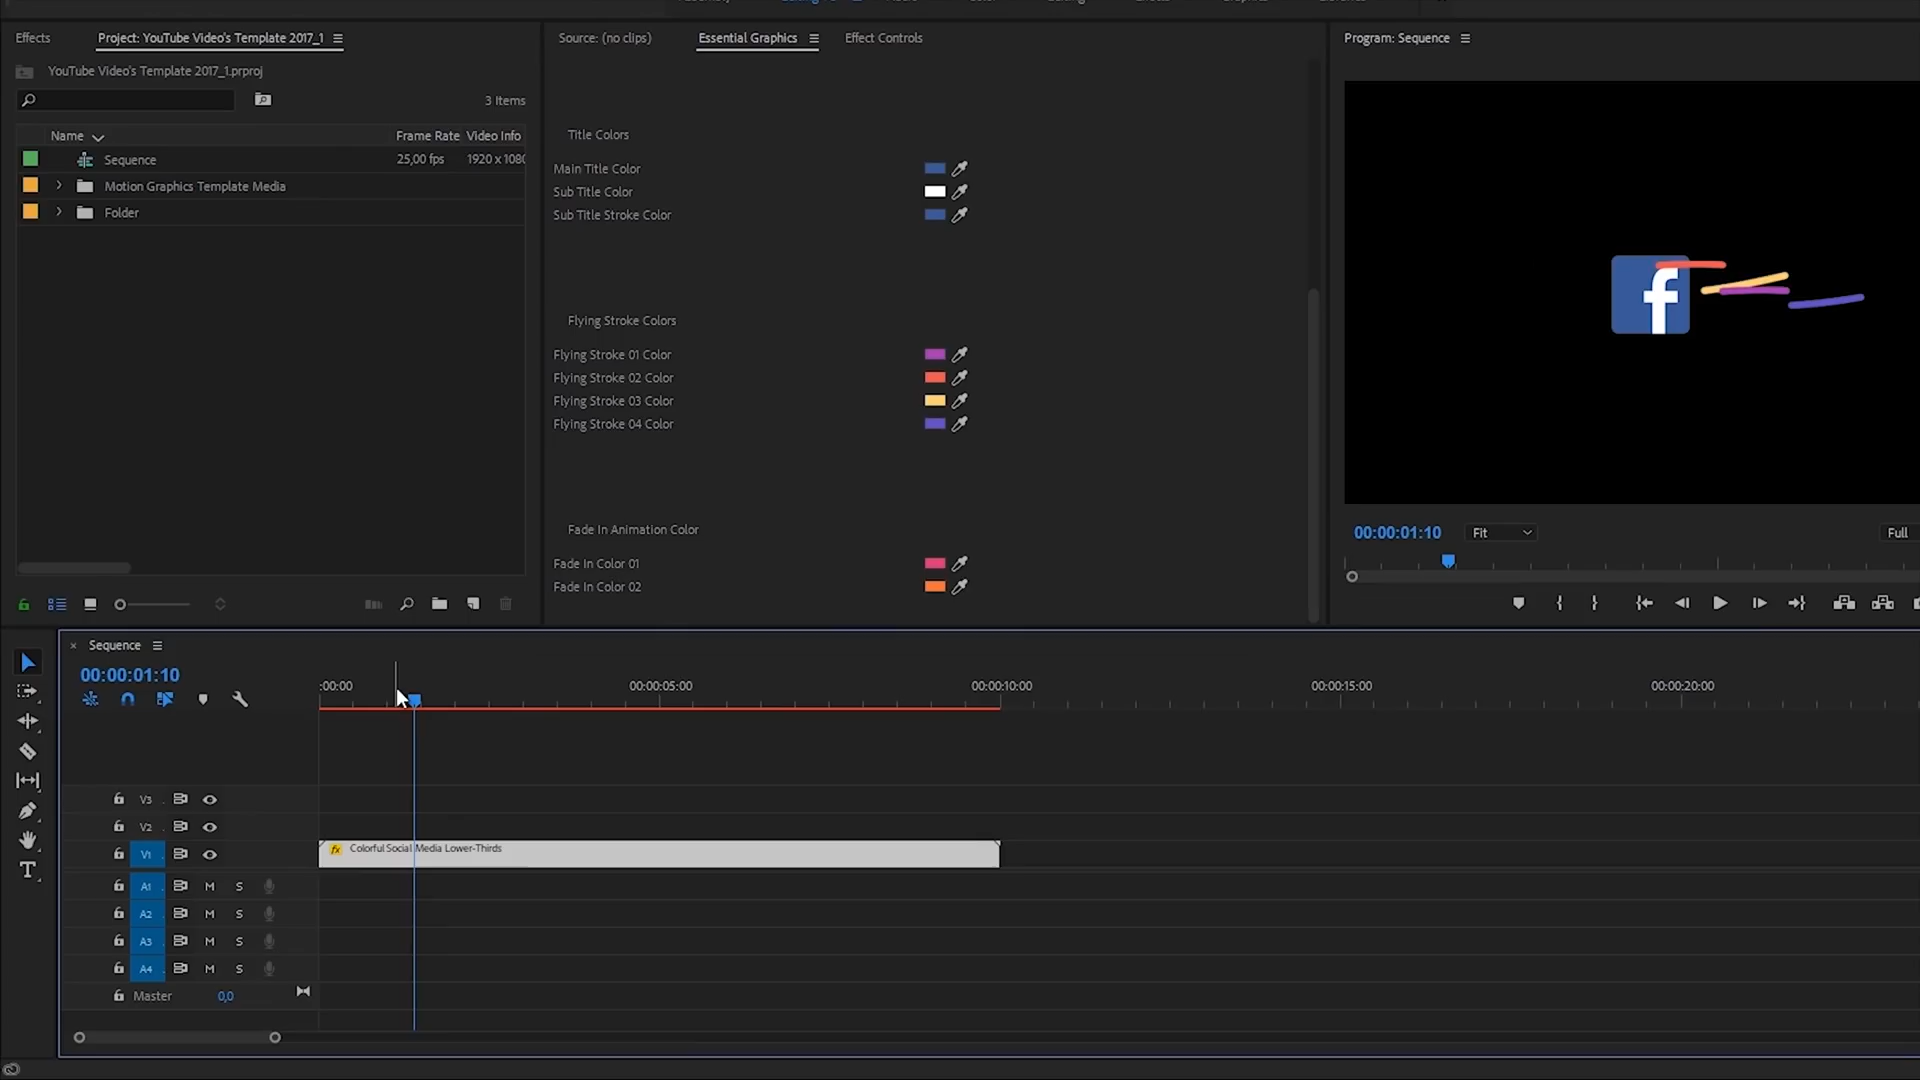 Effects
Project: YouTube Video's Template 2017_1
Source: (no clips)
Essential Graphics
Effect Controls
Program: Sequence
YouTube Video's Template 2017_1.prproj
3 Items
Name
Frame Rate
Video Info
Sequence
25,00 fps
1920 x 1080
Motion Graphics Template Media
Folder
Title Colors
Main Title Color
Sub Title Color
Sub Title Stroke Color
Flying Stroke Colors
Flying Stroke 01 Color
Flying Stroke 02 Color
Flying Stroke 03 Color
Flying Stroke 04 Color
Fade In Animation Color
Fade In Color 01
Fade In Color 02
f
00:00:01:10
Fit
Full
Sequence
00:00:01:10
:00:00
00:00:05:00
00:00:10:00
00:00:15:00
00:00:20:00
V3
V2
V1
fx Colorful Social Media Lower-Thirds
A1 M S
A2 M S
A3 M S
A4 M S
Master 0,0